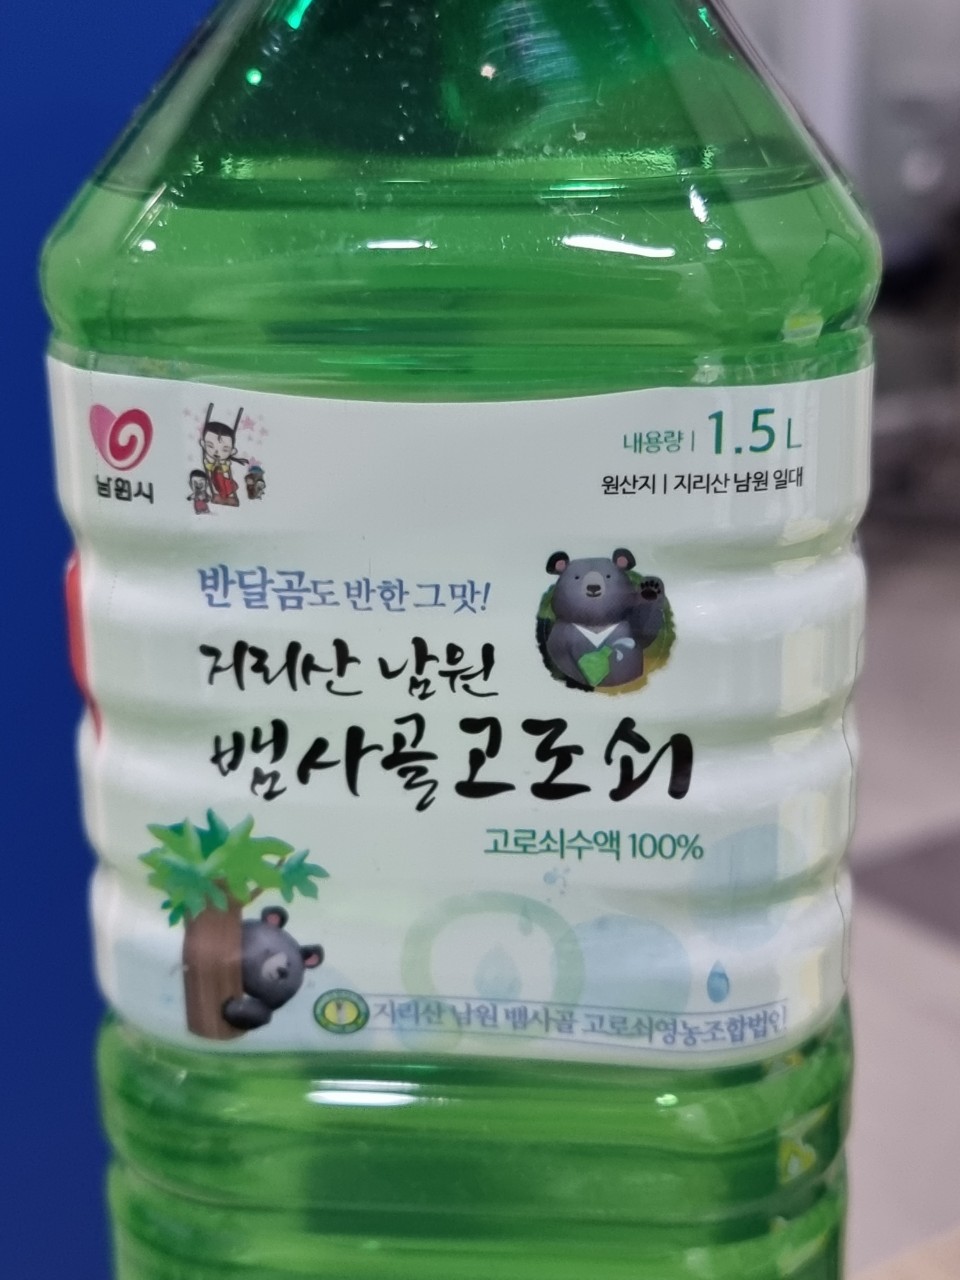 남원시
내용량 | 1.5 L
원산지 | 지리산 남원 일대
반달곰도 반한 그 맛!
지리산 남원
뱀사골고로쇠
고로쇠수액 100%
지리산 남원 뱀사골 고로쇠영농조합법인